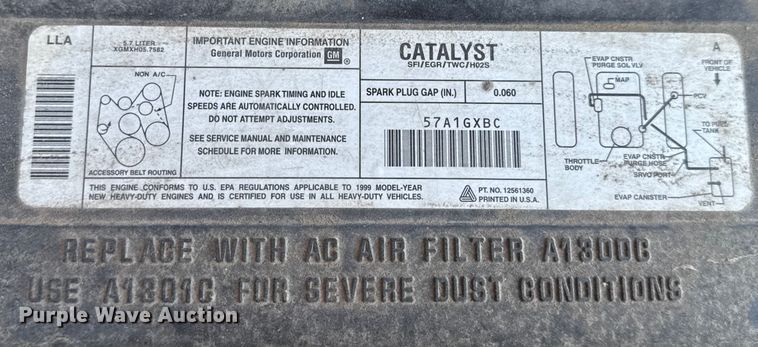 LLA
5.7 LITER
XGMXH05.7582
NON A/C
ACCESSORY BELT ROUTING
IMPORTANT ENGINE INFORMATION
General Motors Corporation GM ®
NOTE: ENGINE SPARK TIMING AND IDLE
SPEEDS ARE AUTOMATICALLY CONTROLLED.
DO NOT ATTEMPT ADJUSTMENTS.
SEE SERVICE MANUAL AND MAINTENANCE
SCHEDULE FOR MORE INFORMATION.
CATALYST
SFI/EGR/TWC/HO2S
SPARK PLUG GAP (IN.) 0.060
57A1GXBC
THIS ENGINE CONFORMS TO U.S. EPA REGULATIONS APPLICABLE TO 1999 MODEL-YEAR
NEW HEAVY-DUTY ENGINES AND IS CERTIFIED FOR USE IN ALL HEAVY-DUTY VEHICLES.
PT. NO. 12561360
PRINTED IN U.S.A.
A
EVAP CNSTR
PURGE SOL VLV
FRONT OF
VEHICLE
MAP
PCV
TO FUEL
TANK
THROTTLE
BODY
EVAP CNSTR
PURGE HOSE
SRVO PORT
EVAP CANISTER
VENT
REPLACE WITH AC AIR FILTER A1300C
USE A1301C FOR SEVERE DUST CONDITIONS
Purple Wave Auction